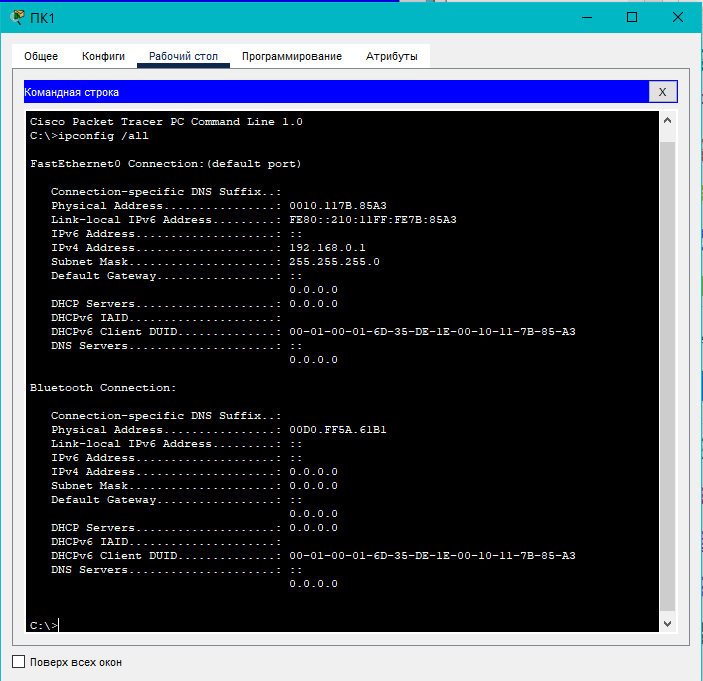 ПК1
Общее Конфиги Рабочий стол Программирование Атрибуты
Командная строка X
Cisco Packet Tracer PC Command Line 1.0
C:\>ipconfig /all
FastEthernet0 Connection:(default port)
Connection-specific DNS Suffix..:
Physical Address................: 0010.117B.85A3
Link-local IPv6 Address.........: FE80::210:11FF:FE7B:85A3
IPv6 Address....................: ::
IPv4 Address....................: 192.168.0.1
Subnet Mask.....................: 255.255.255.0
Default Gateway.................: ::
0.0.0.0
DHCP Servers....................: 0.0.0.0
DHCPv6 IAID.....................:
DHCPv6 Client DUID..............: 00-01-00-01-6D-35-DE-1E-00-10-11-7B-85-A3
DNS Servers.....................: ::
0.0.0.0
Bluetooth Connection:
Connection-specific DNS Suffix..:
Physical Address................: 00D0.FF5A.61B1
Link-local IPv6 Address.........: ::
IPv6 Address....................: ::
IPv4 Address....................: 0.0.0.0
Subnet Mask.....................: 0.0.0.0
Default Gateway.................: ::
0.0.0.0
DHCP Servers....................: 0.0.0.0
DHCPv6 IAID.....................:
DHCPv6 Client DUID..............: 00-01-00-01-6D-35-DE-1E-00-10-11-7B-85-A3
DNS Servers.....................: ::
0.0.0.0
C:\>
Поверх всех окон